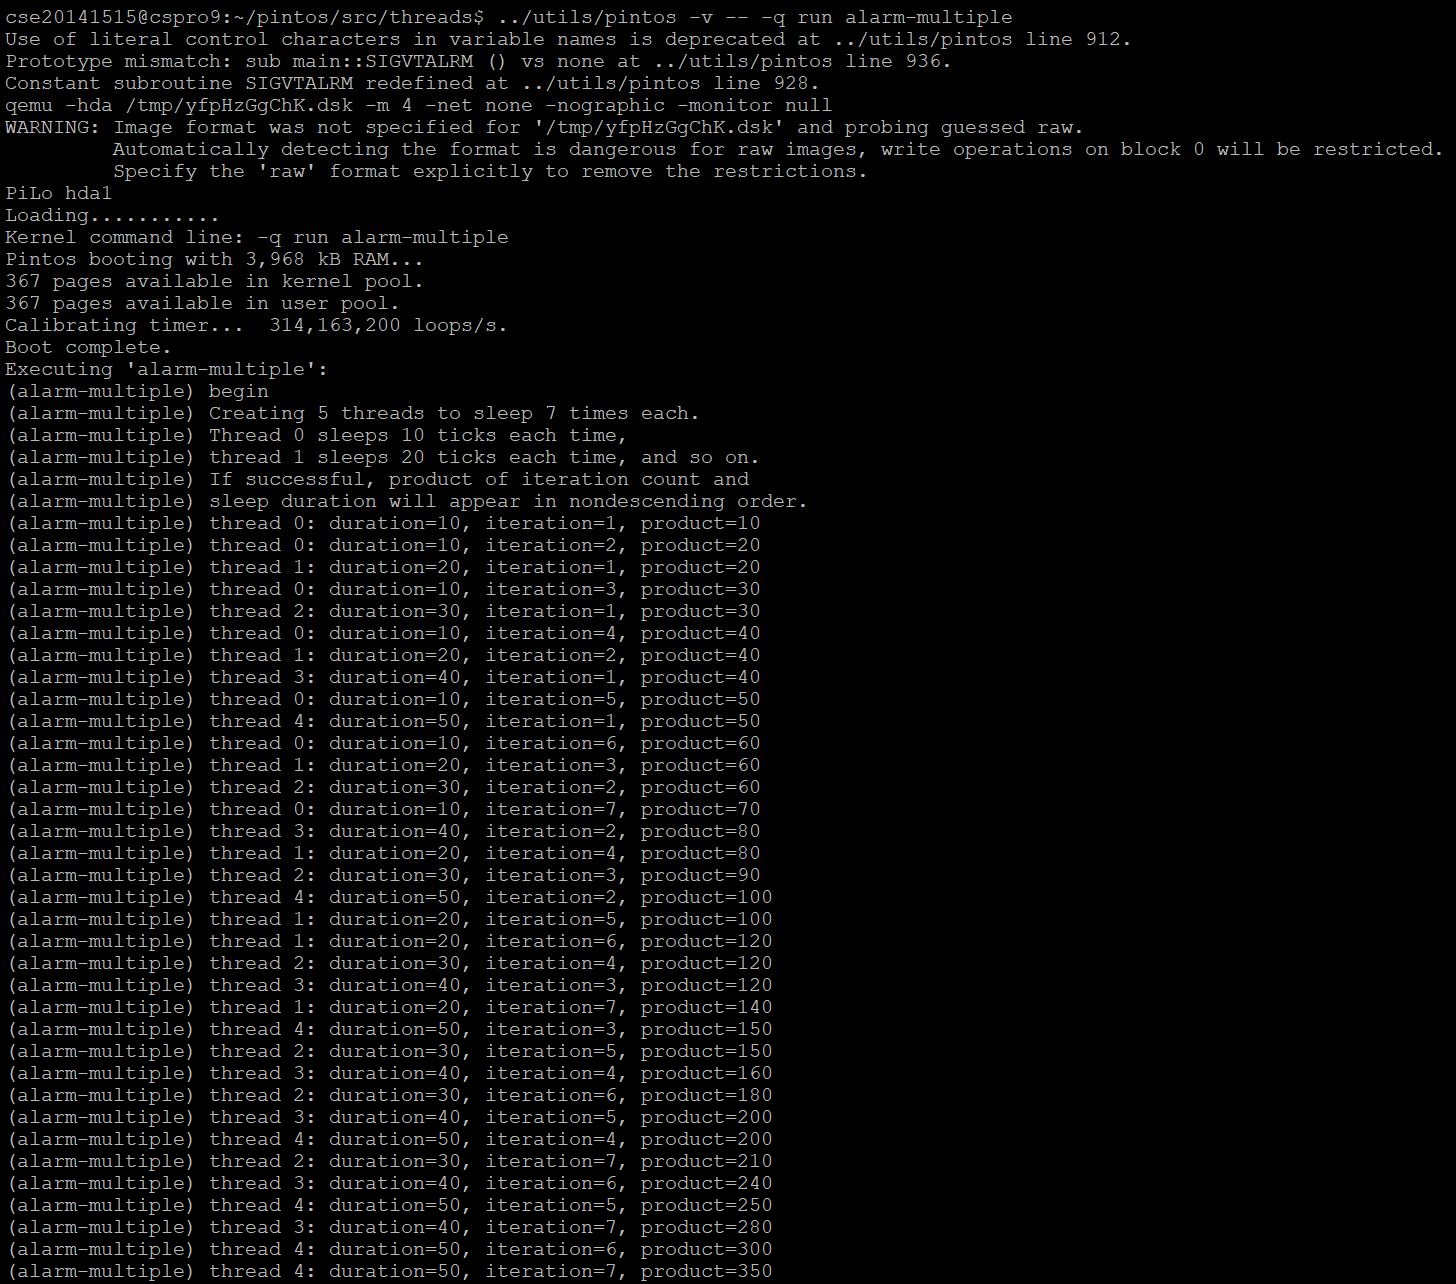 cse20141515@cspro9:~/pintos/src/threads$ ../utils/pintos -v -- -q run alarm-multiple
Use of literal control characters in variable names is deprecated at ../utils/pintos line 912.
Prototype mismatch: sub main::SIGVTALRM () vs none at ../utils/pintos line 936.
Constant subroutine SIGVTALRM redefined at ../utils/pintos line 928.
qemu -hda /tmp/yfpHzGgChK.dsk -m 4 -net none -nographic -monitor null
WARNING: Image format was not specified for '/tmp/yfpHzGgChK.dsk' and probing guessed raw.
         Automatically detecting the format is dangerous for raw images, write operations on block 0 will be restricted.
         Specify the 'raw' format explicitly to remove the restrictions.
PiLo hda1
Loading...........
Kernel command line: -q run alarm-multiple
Pintos booting with 3,968 kB RAM...
367 pages available in kernel pool.
367 pages available in user pool.
Calibrating timer...  314,163,200 loops/s.
Boot complete.
Executing 'alarm-multiple':
(alarm-multiple) begin
(alarm-multiple) Creating 5 threads to sleep 7 times each.
(alarm-multiple) Thread 0 sleeps 10 ticks each time,
(alarm-multiple) thread 1 sleeps 20 ticks each time, and so on.
(alarm-multiple) If successful, product of iteration count and
(alarm-multiple) sleep duration will appear in nondescending order.
(alarm-multiple) thread 0: duration=10, iteration=1, product=10
(alarm-multiple) thread 0: duration=10, iteration=2, product=20
(alarm-multiple) thread 1: duration=20, iteration=1, product=20
(alarm-multiple) thread 0: duration=10, iteration=3, product=30
(alarm-multiple) thread 2: duration=30, iteration=1, product=30
(alarm-multiple) thread 0: duration=10, iteration=4, product=40
(alarm-multiple) thread 1: duration=20, iteration=2, product=40
(alarm-multiple) thread 3: duration=40, iteration=1, product=40
(alarm-multiple) thread 0: duration=10, iteration=5, product=50
(alarm-multiple) thread 4: duration=50, iteration=1, product=50
(alarm-multiple) thread 0: duration=10, iteration=6, product=60
(alarm-multiple) thread 1: duration=20, iteration=3, product=60
(alarm-multiple) thread 2: duration=30, iteration=2, product=60
(alarm-multiple) thread 0: duration=10, iteration=7, product=70
(alarm-multiple) thread 3: duration=40, iteration=2, product=80
(alarm-multiple) thread 1: duration=20, iteration=4, product=80
(alarm-multiple) thread 2: duration=30, iteration=3, product=90
(alarm-multiple) thread 4: duration=50, iteration=2, product=100
(alarm-multiple) thread 1: duration=20, iteration=5, product=100
(alarm-multiple) thread 1: duration=20, iteration=6, product=120
(alarm-multiple) thread 2: duration=30, iteration=4, product=120
(alarm-multiple) thread 3: duration=40, iteration=3, product=120
(alarm-multiple) thread 1: duration=20, iteration=7, product=140
(alarm-multiple) thread 4: duration=50, iteration=3, product=150
(alarm-multiple) thread 2: duration=30, iteration=5, product=150
(alarm-multiple) thread 3: duration=40, iteration=4, product=160
(alarm-multiple) thread 2: duration=30, iteration=6, product=180
(alarm-multiple) thread 3: duration=40, iteration=5, product=200
(alarm-multiple) thread 4: duration=50, iteration=4, product=200
(alarm-multiple) thread 2: duration=30, iteration=7, product=210
(alarm-multiple) thread 3: duration=40, iteration=6, product=240
(alarm-multiple) thread 4: duration=50, iteration=5, product=250
(alarm-multiple) thread 3: duration=40, iteration=7, product=280
(alarm-multiple) thread 4: duration=50, iteration=6, product=300
(alarm-multiple) thread 4: duration=50, iteration=7, product=350